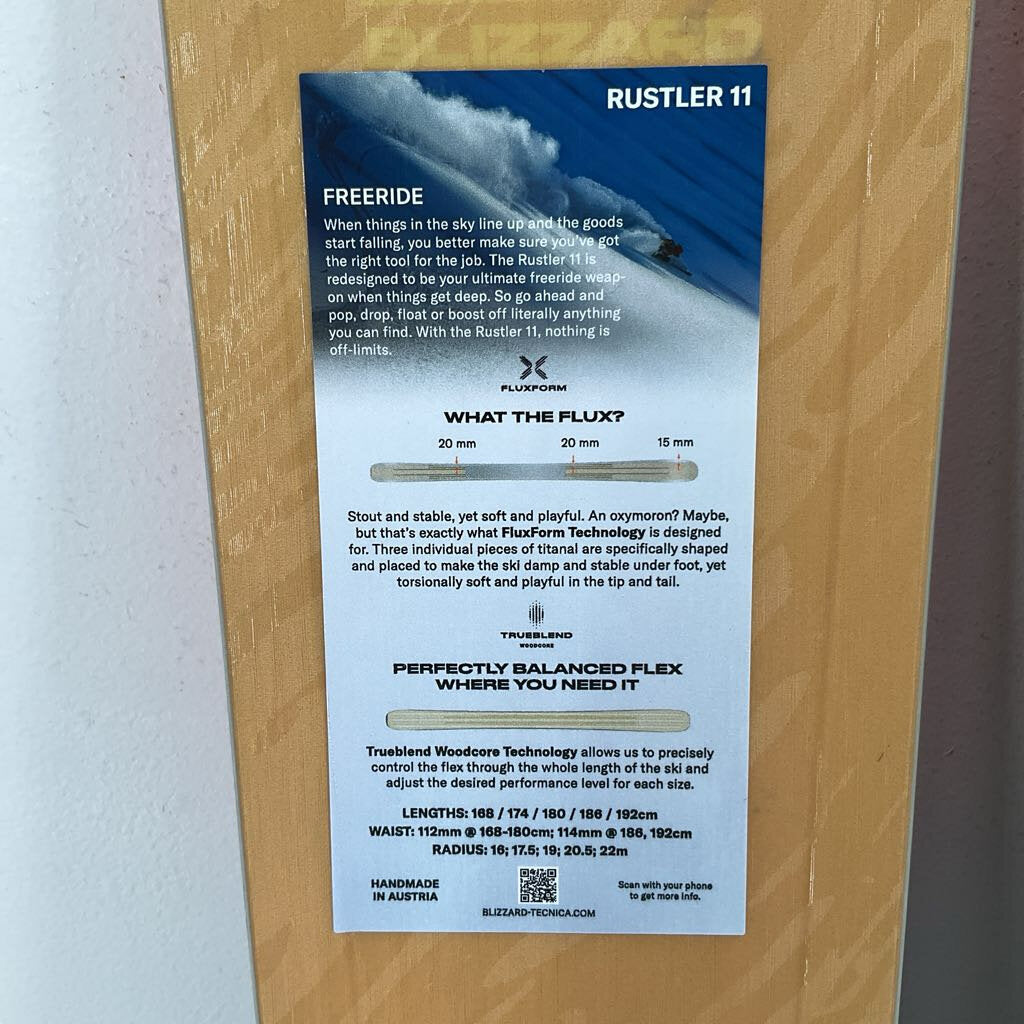 BLIZZARD
RUSTLER 11
FREERIDE
When things in the sky line up and the goods
start falling, you better make sure you've got
the right tool for the job. The Rustler 11 is
redesigned to be your ultimate freeride weap-
on when things get deep. So go ahead and
pop, drop, float or boost off literally anything
you can find. With the Rustler 11, nothing is
off-limits.
FLUXFORM
WHAT THE FLUX?
20 mm 20 mm 15 mm
Stout and stable, yet soft and playful. An oxymoron? Maybe,
but that's exactly what FluxForm Technology is designed
for. Three individual pieces of titanal are specifically shaped
and placed to make the ski damp and stable under foot, yet
torsionally soft and playful in the tip and tail.
TRUEBLEND
WOODCORE
PERFECTLY BALANCED FLEX
WHERE YOU NEED IT
Trueblend Woodcore Technology allows us to precisely
control the flex through the whole length of the ski and
adjust the desired performance level for each size.
LENGTHS: 168 / 174 / 180 / 186 / 192cm
WAIST: 112mm @ 168-180cm; 114mm @ 186, 192cm
RADIUS: 16; 17.5; 19; 20.5; 22m
HANDMADE
IN AUSTRIA
Scan with your phone
to get more info.
BLIZZARD-TECNICA.COM